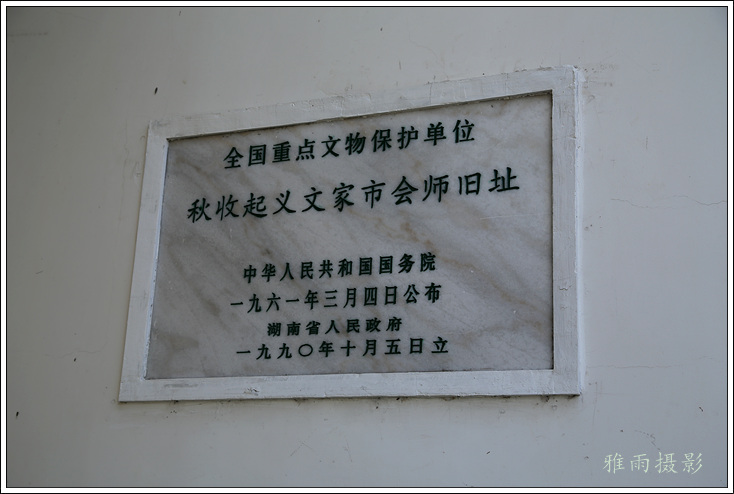 全国重点文物保护单位
秋收起义文家市会师旧址
中华人民共和国国务院
一九六一年三月四日公布
湖南省人民政府
一九九〇年十月五日立
雅雨摄影